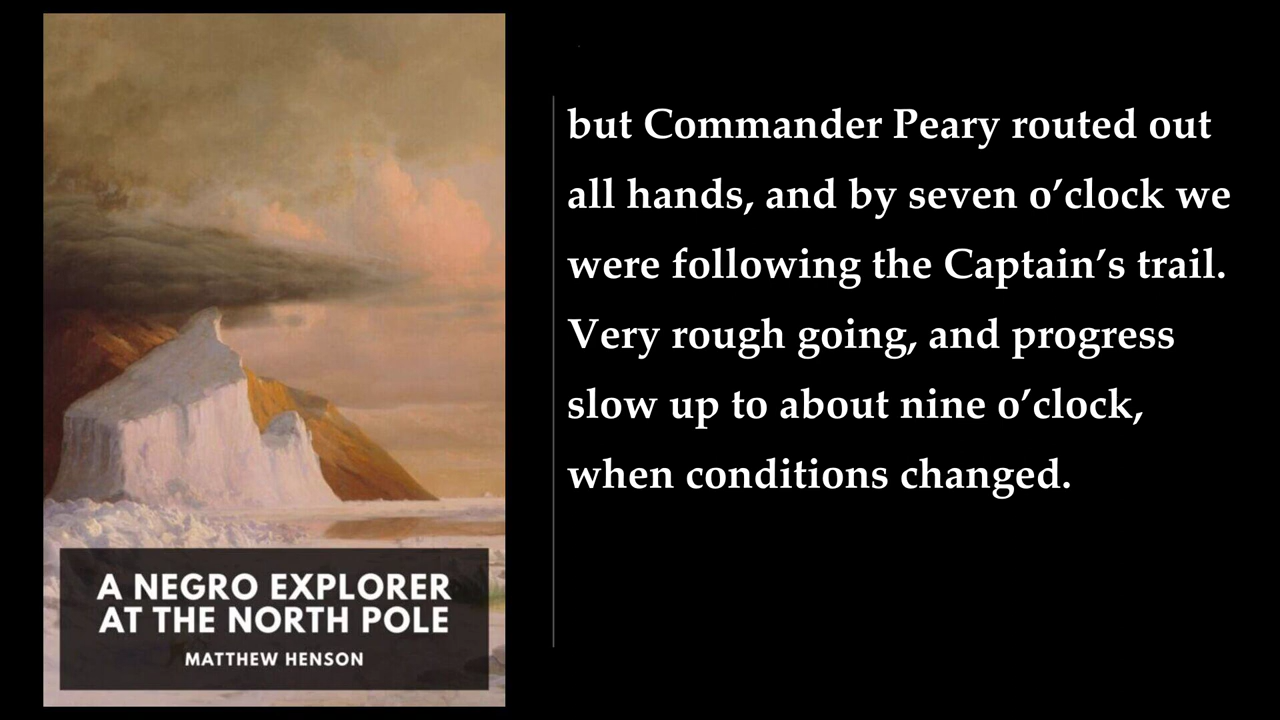 but Commander Peary routed out
all hands, and by seven o’clock we
were following the Captain’s trail.
Very rough going, and progress
slow up to about nine o’clock,
when conditions changed.
A NEGRO EXPLORER
AT THE NORTH POLE
MATTHEW HENSON